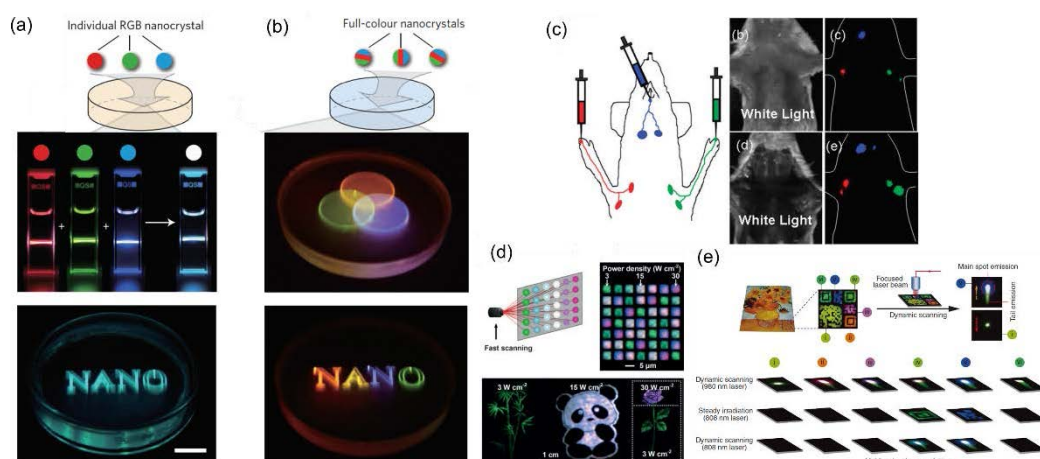 (a)
Individual RGB nanocrystal
+
+
NANO
(b)
Full-colour nanocrystals
NANO
(c)
(b)
White Light
(c)
(d)
White Light
(e)
(d)
Fast scanning
Power density (W cm⁻²)
3 15 30
5 μm
3 W cm⁻²
15 W cm⁻²
30 W cm⁻²
1 cm
3 W cm⁻²
(e)
Focused
laser beam
Dynamic scanning
Main spot emission
Tail emission
Dynamic scanning
(980 nm laser)
Steady irradiation
(808 nm laser)
Dynamic scanning
(808 nm laser)